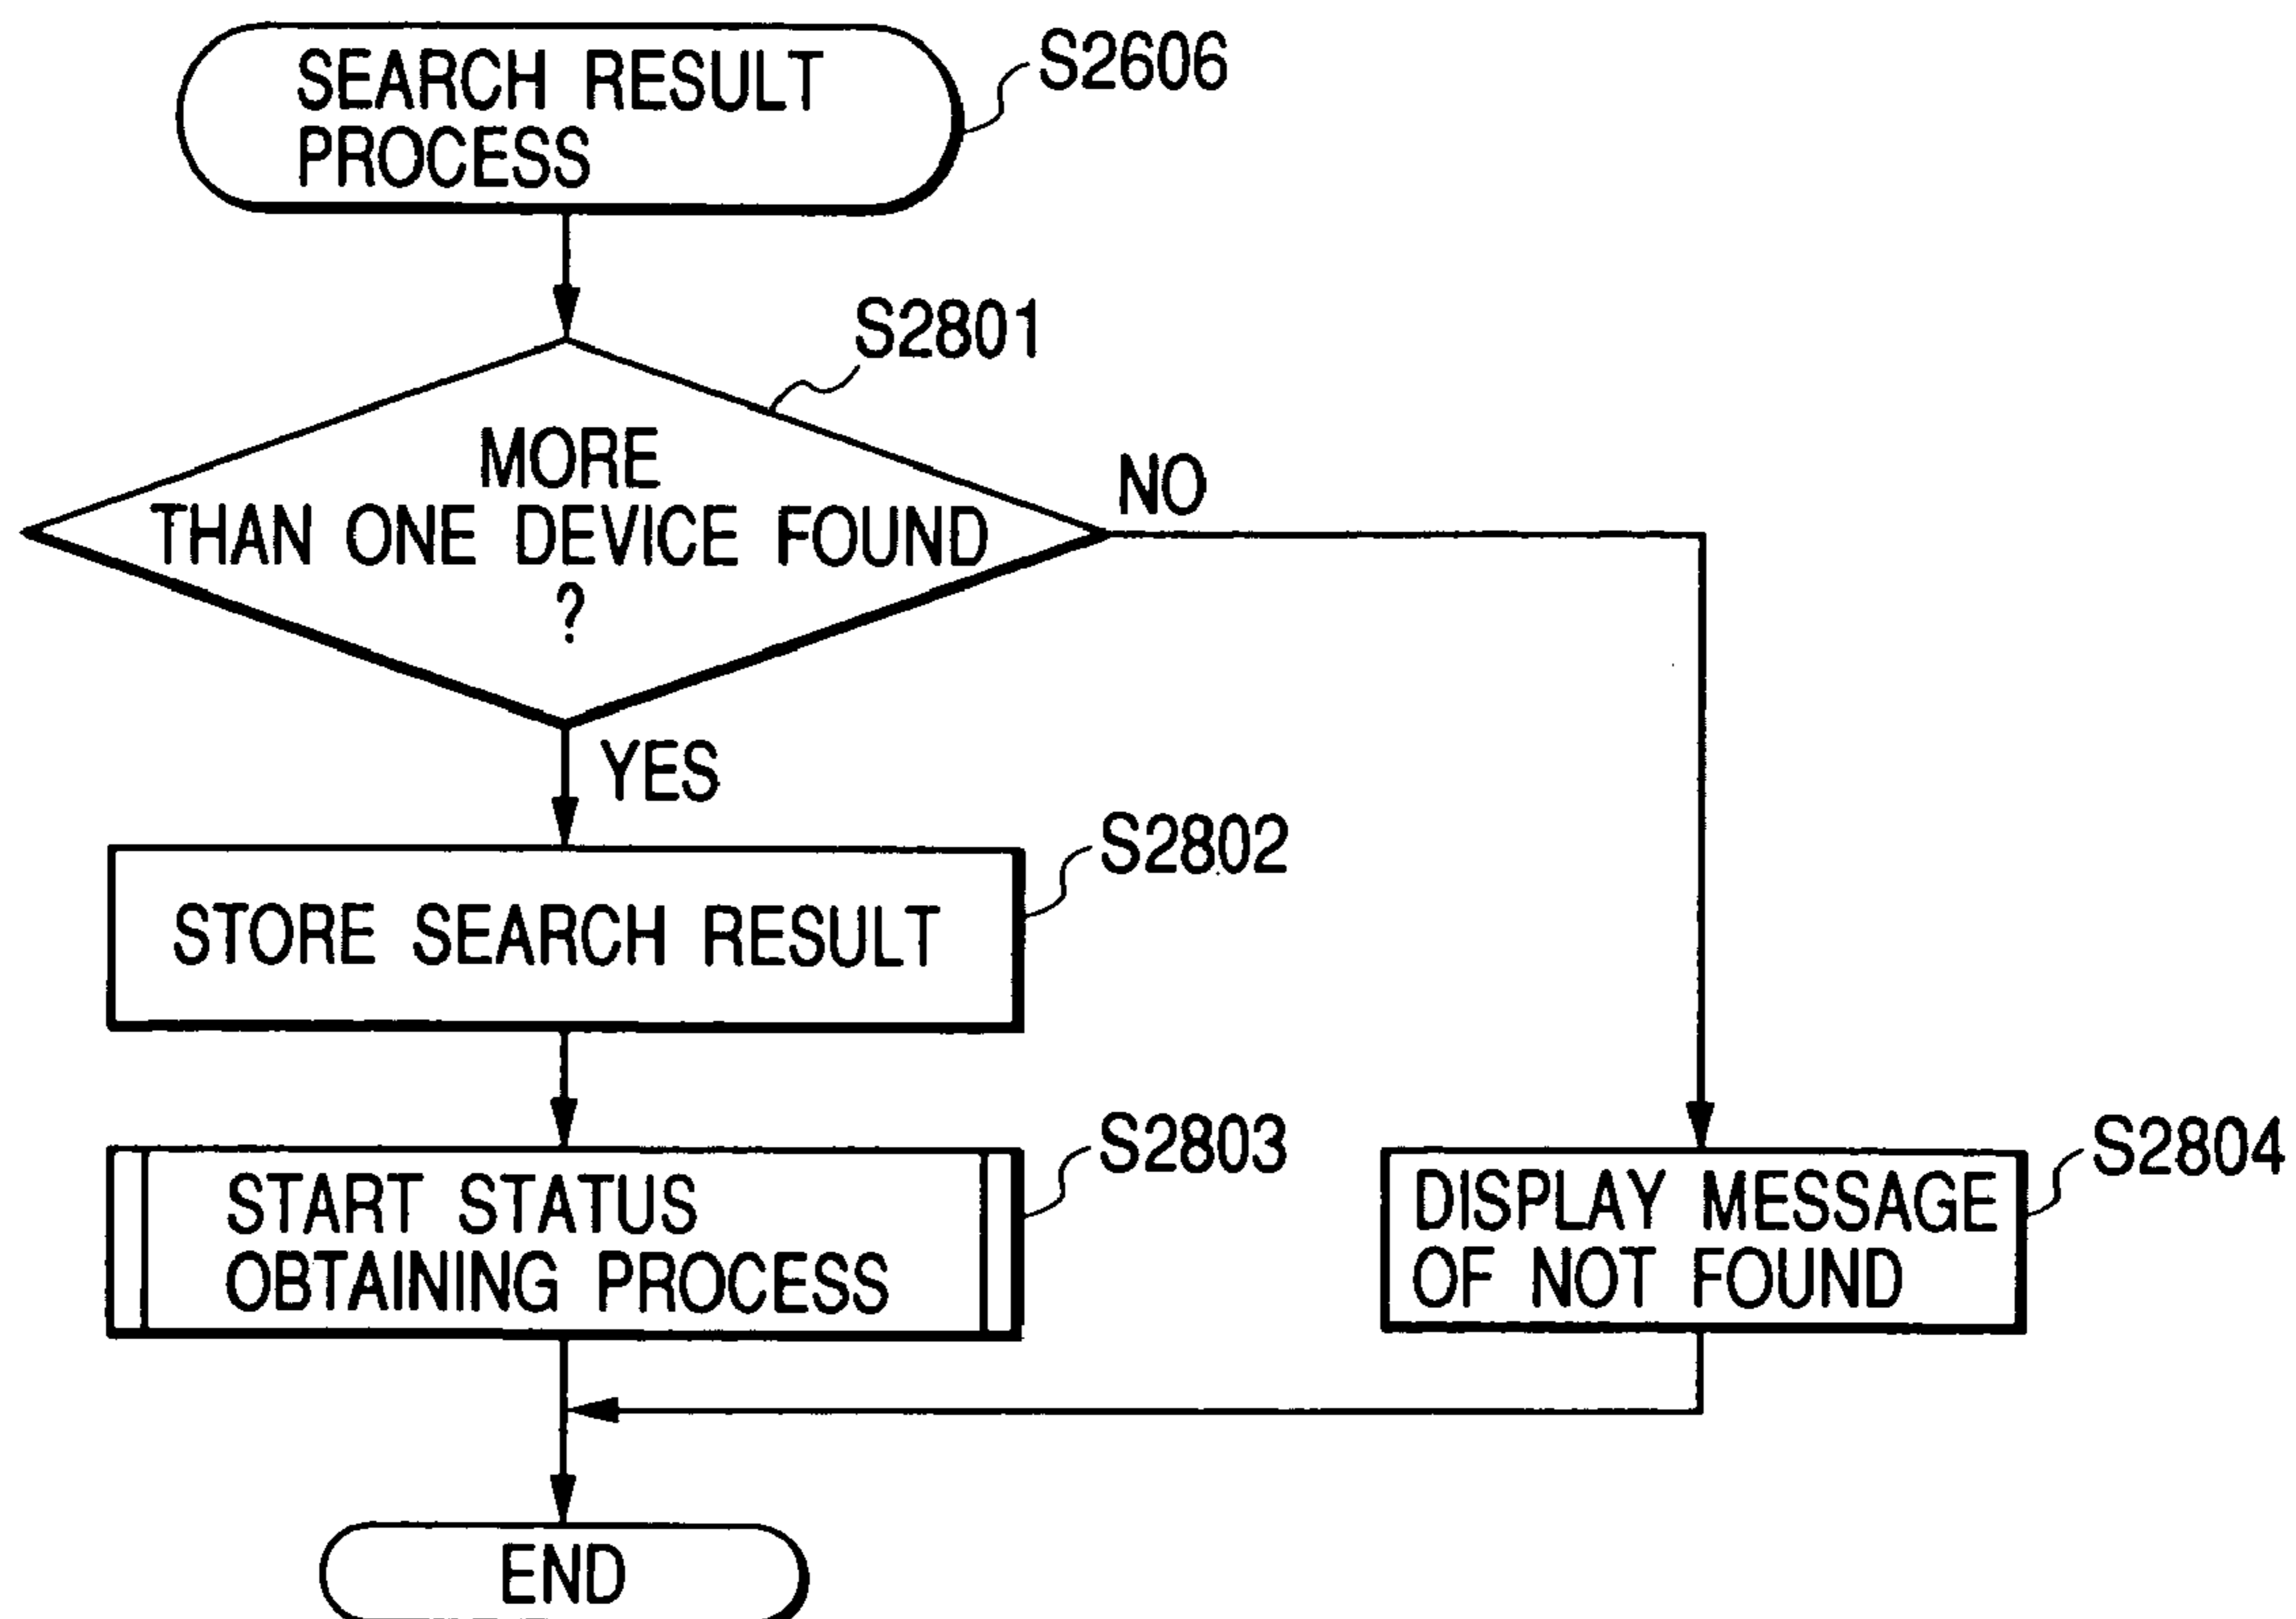 SEARCH RESULT
PROCESS
S2606
S2801
MORE
THAN ONE DEVICE FOUND
?
NO
YES
S2802
STORE SEARCH RESULT
S2803
START STATUS
OBTAINING PROCESS
S2804
DISPLAY MESSAGE
OF NOT FOUND
END